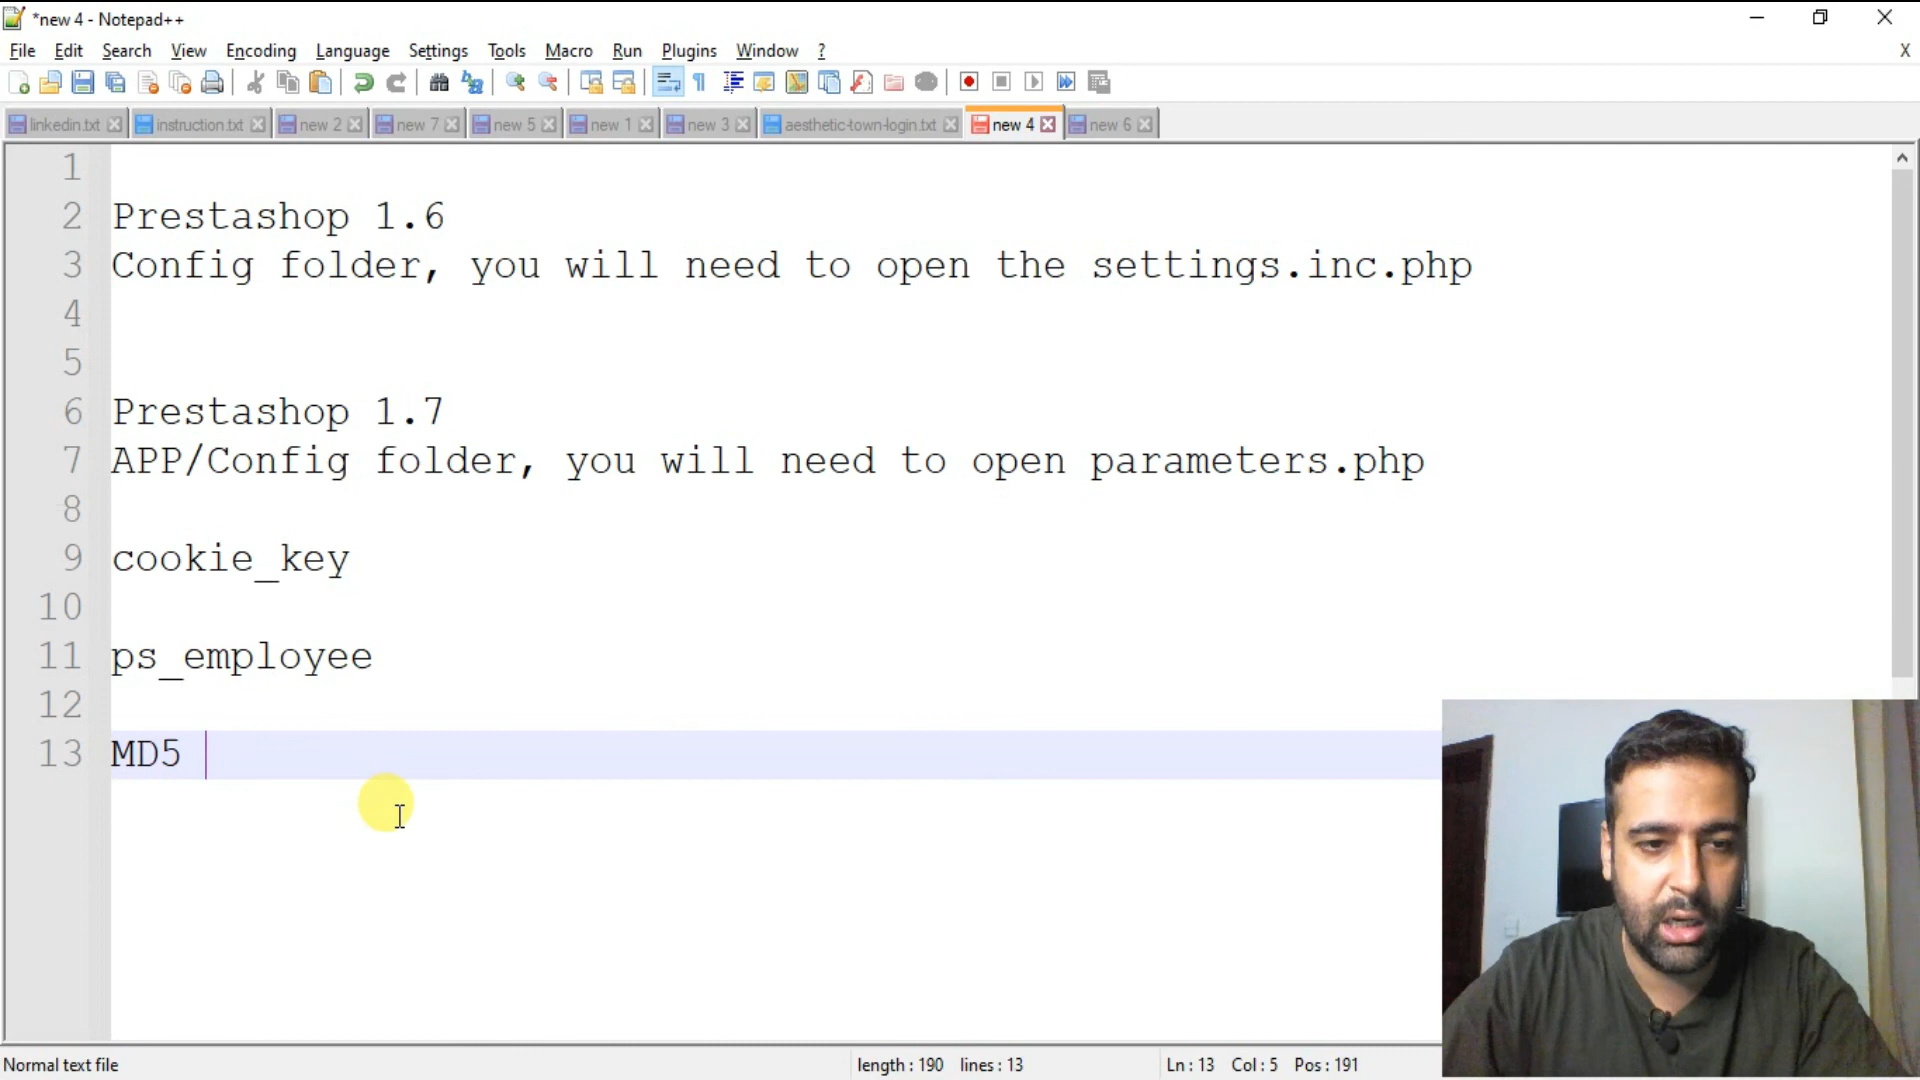 *new 4 - Notepad++
File Edit Search View Encoding Language Settings Tools Macro Run Plugins Window ? X
linkedin.txt instruction.txt new 2 new 7 new 5 new 1 new 3 aesthetic-town-login.txt new 4 new 6
1
2 Prestashop 1.6
3 Config folder, you will need to open the settings.inc.php
4
5
6 Prestashop 1.7
7 APP/Config folder, you will need to open parameters.php
8
9 cookie_key
10
11 ps_employee
12
13 MD5
Normal text file length : 190 lines : 13 Ln : 13 Col : 5 Pos : 191